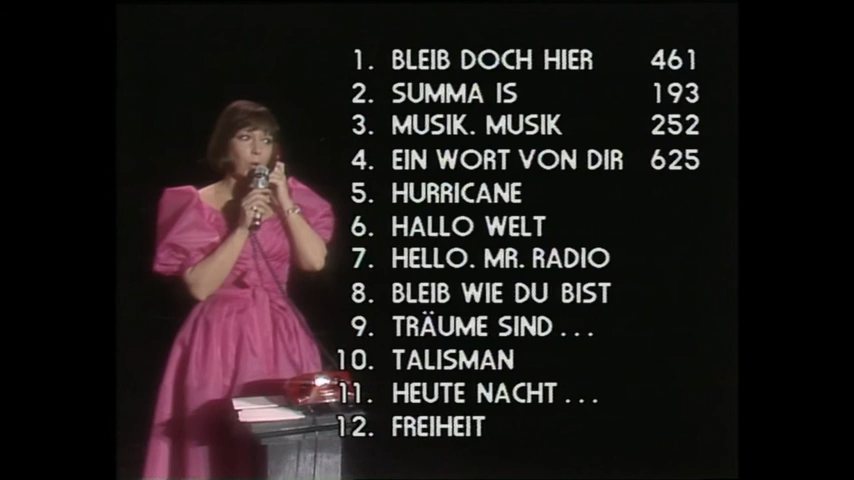 1. BLEIB DOCH HIER 461
2. SUMMA IS 193
3. MUSIK. MUSIK 252
4. EIN WORT VON DIR 625
5. HURRICANE
6. HALLO WELT
7. HELLO. MR. RADIO
8. BLEIB WIE DU BIST
9. TRÄUME SIND...
10. TALISMAN
11. HEUTE NACHT...
12. FREIHEIT